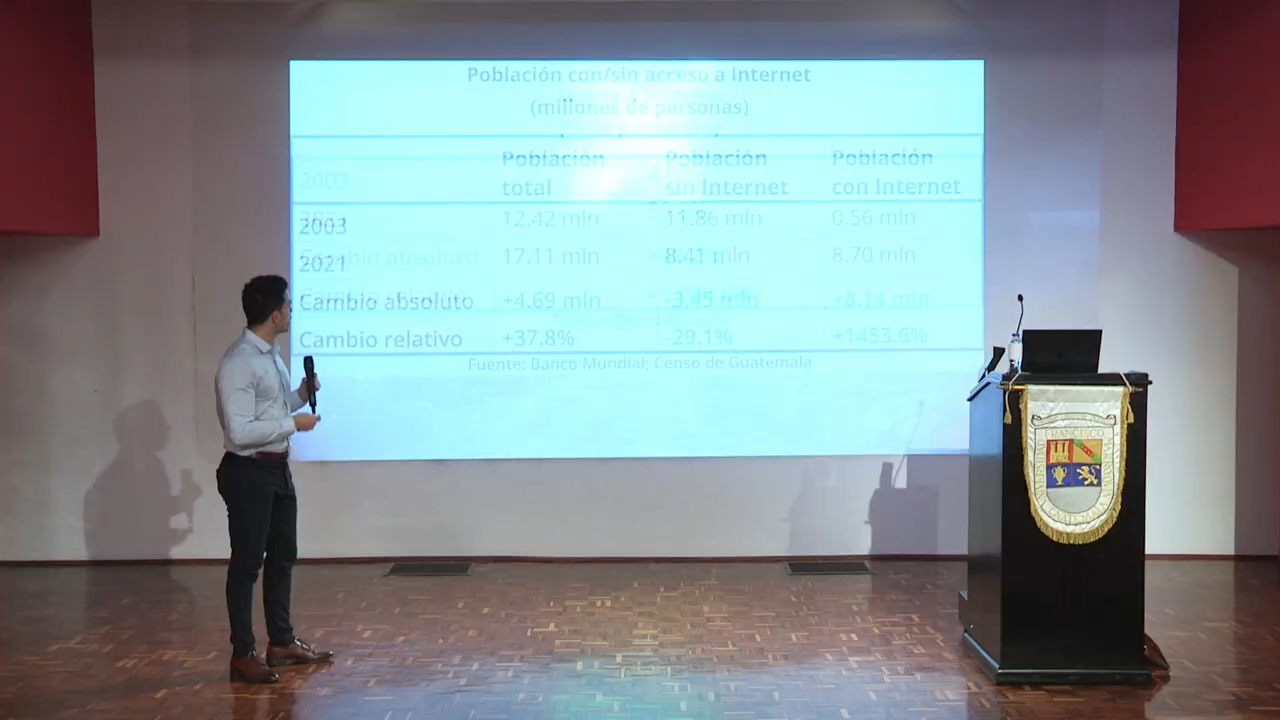 Población con/sin acceso a Internet
(millones de personas)
Población total Población sin Internet Población con Internet
2003 12.42 mln 11.86 mln 0.56 mln
2021 17.11 mln 8.41 mln 8.70 mln
Cambio absoluto +4.69 mln -3.45 mln +8.14 mln
Cambio relativo +37.8% -29.1% +1453.6%
Fuente: Banco Mundial; Censo de Guatemala
FRANCISCO